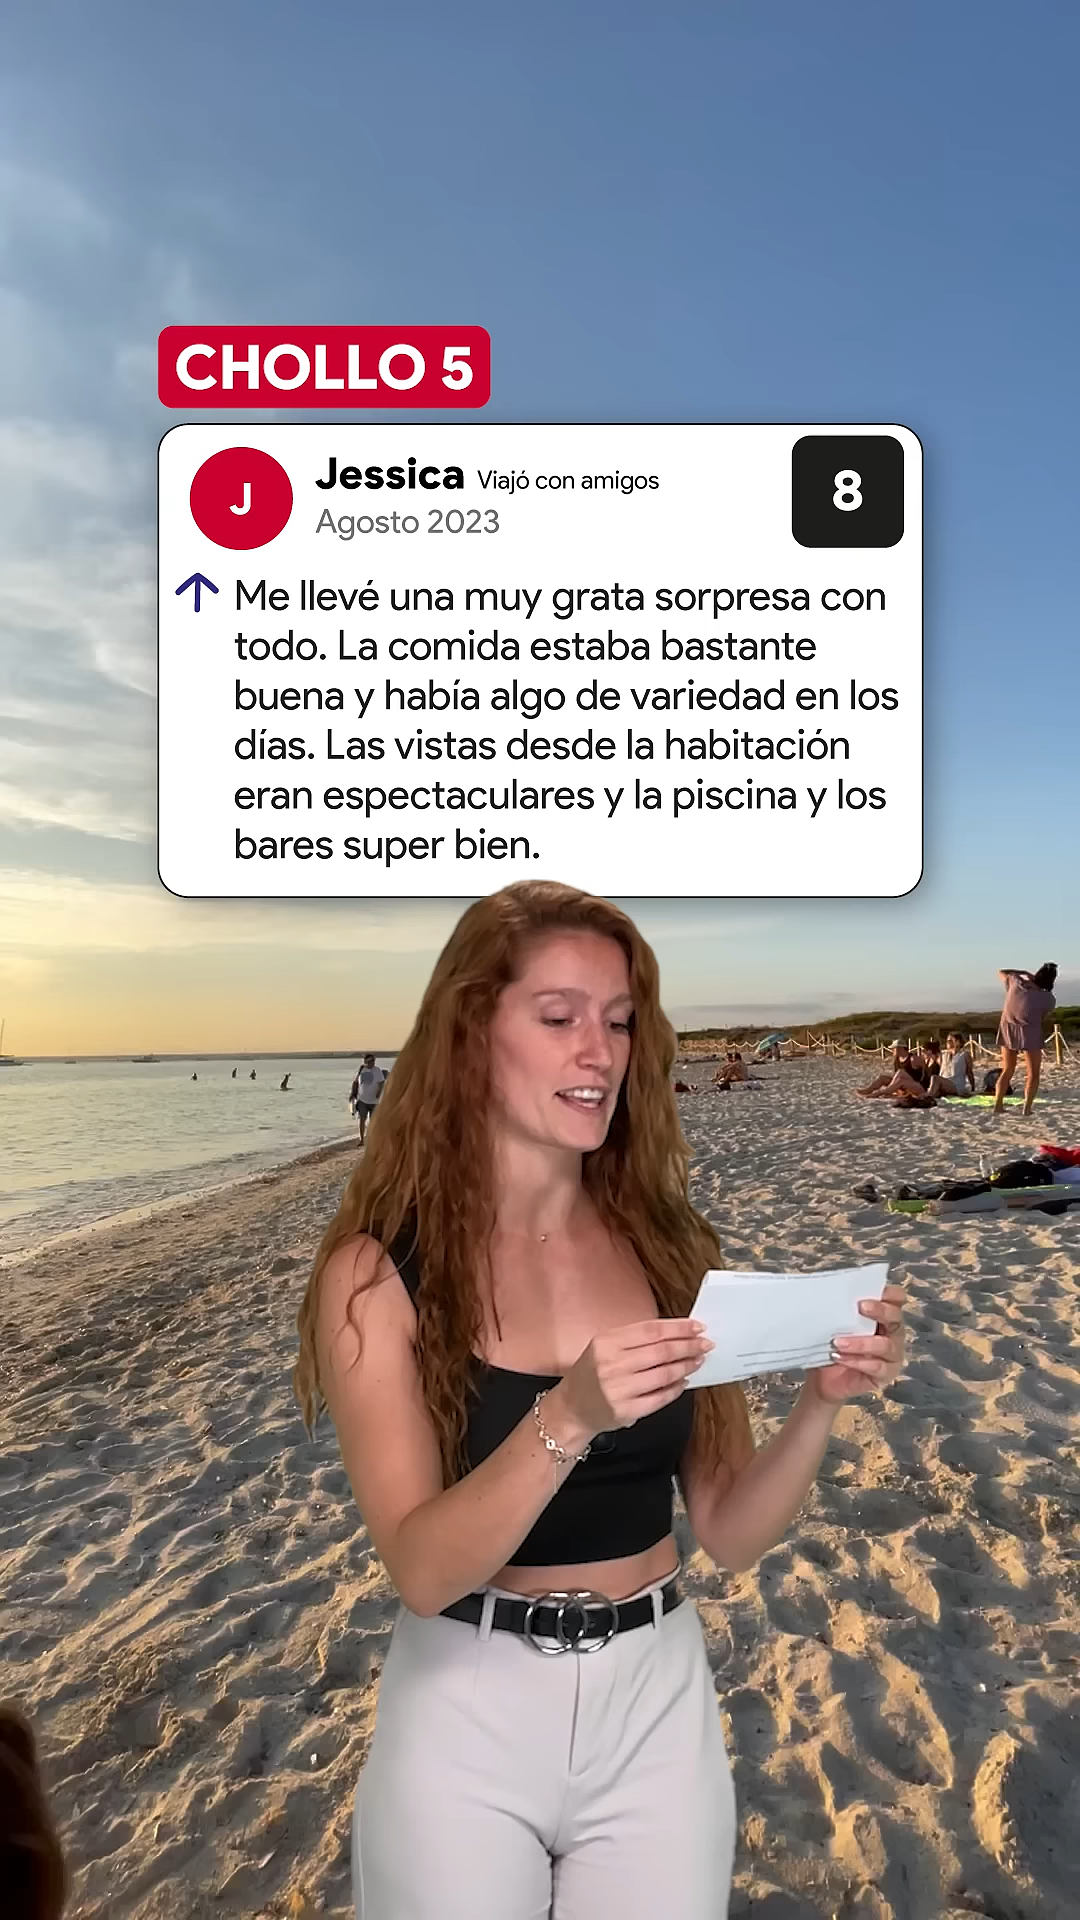 CHOLLO 5
J
Jessica Viajó con amigos
Agosto 2023
8
Me llevé una muy grata sorpresa con
todo. La comida estaba bastante
buena y había algo de variedad en los
días. Las vistas desde la habitación
eran espectaculares y la piscina y los
bares super bien.